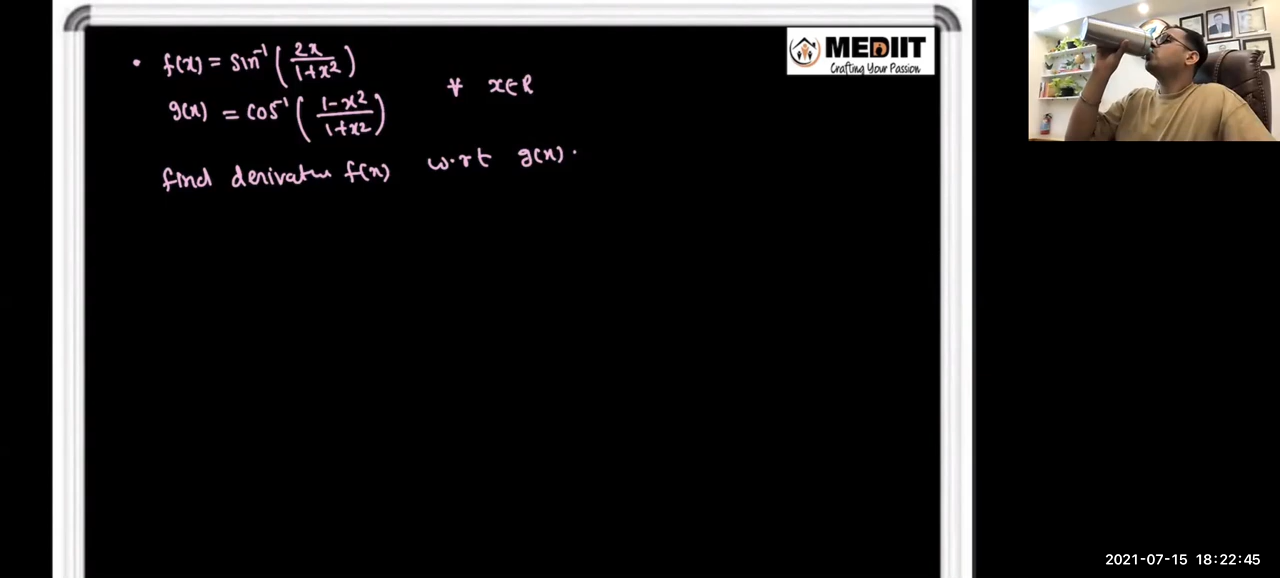 • f(x) = sin⁻¹ ( 2x / 1+x² )
g(x) = cos⁻¹ ( 1-x² / 1+x² ) ∀ x∈R
find derivative f(x) w.r.t g(x).
MEDIIT
Crafting Your Passion
2021-07-15 18:22:45